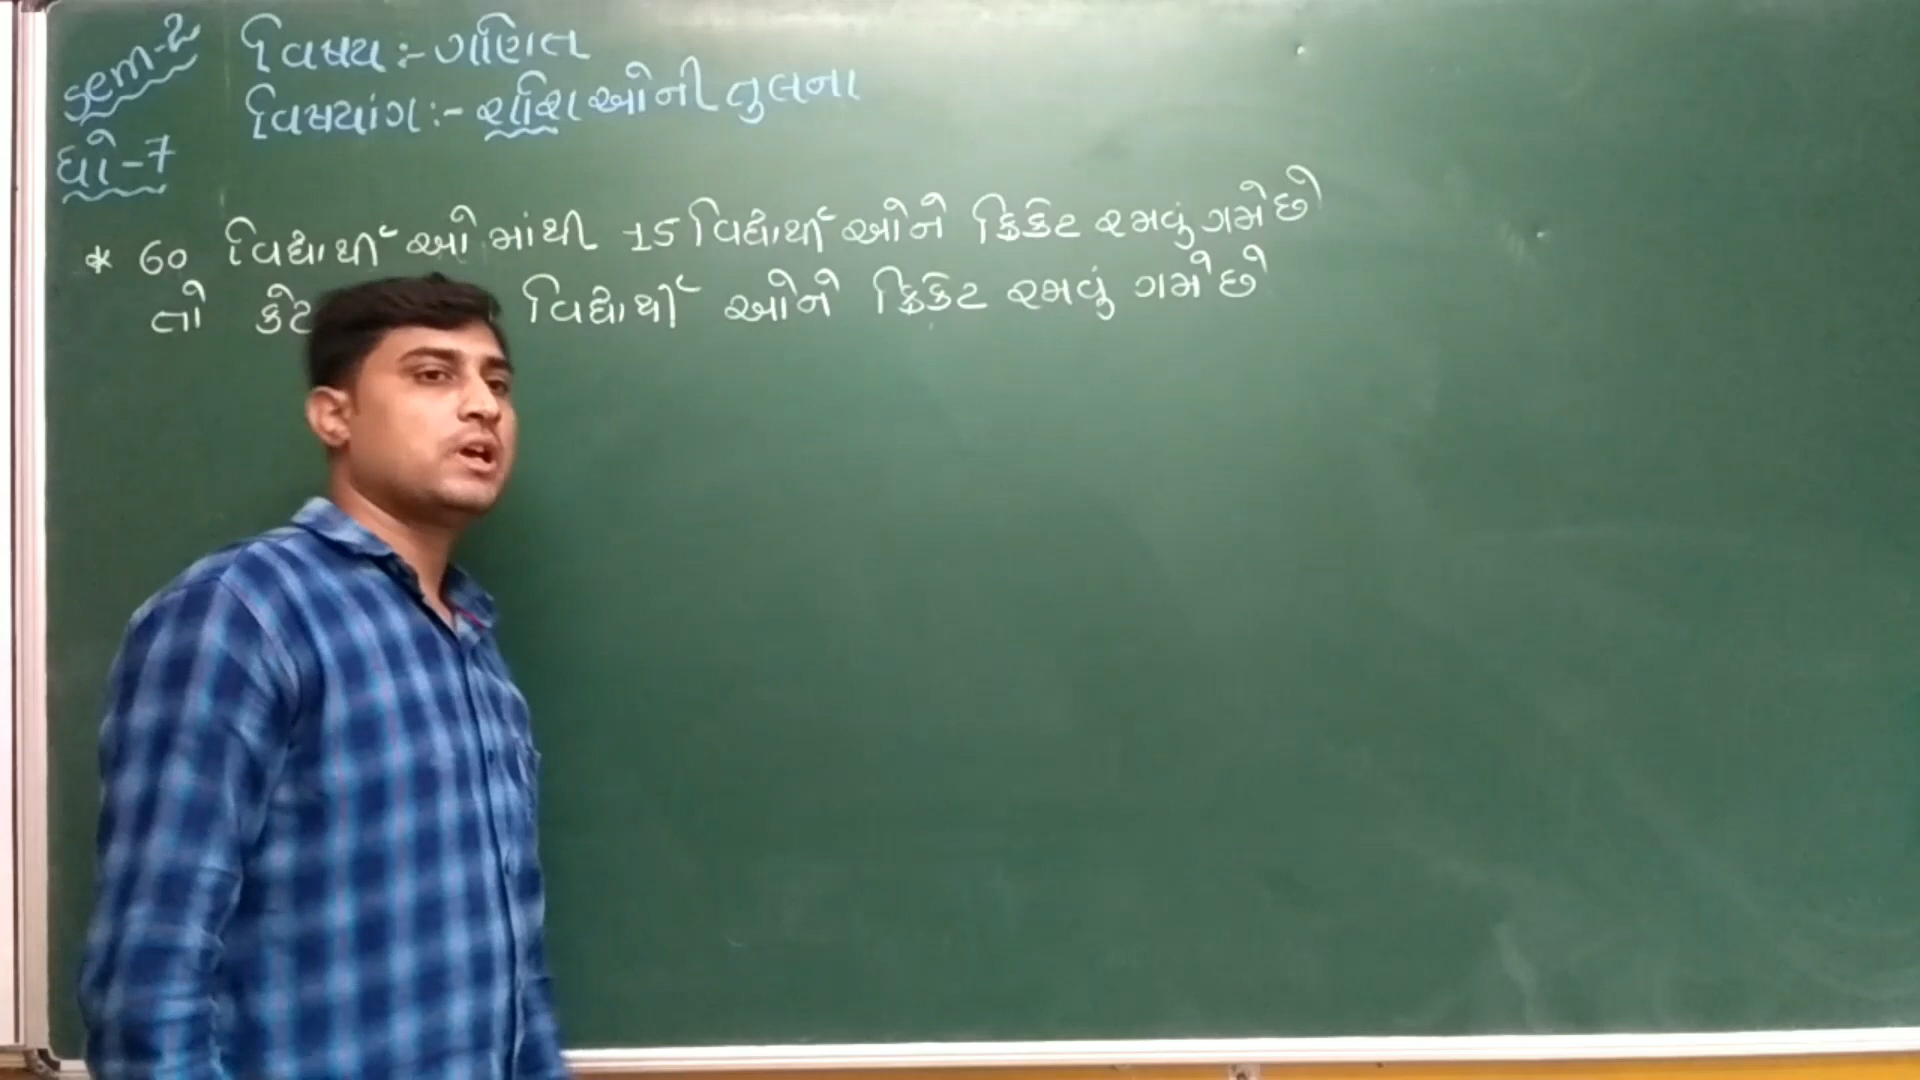 sem-2
વિષય :- ગણિત
વિષયાંગ :- રાશિઓની તુલના
ધો-7
* 60 વિદ્યાર્થીઓમાંથી 15 વિદ્યાર્થીઓને ક્રિકેટ રમવું ગમે છે
તો વિદ્યાર્થીઓને ક્રિકેટ રમવું ગમે છે